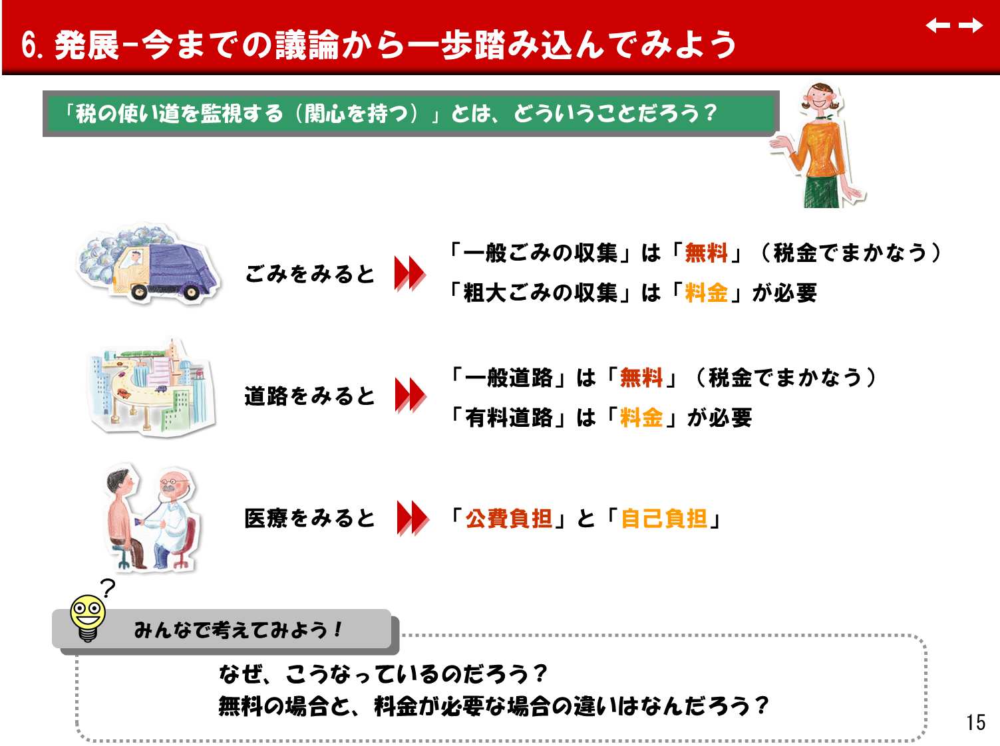 6. 発展−今までの議論から一歩踏み込んでみよう
「税の使い道を監視する（関心を持つ）」とは、どういうことだろう？
ごみをみると
「一般ごみの収集」は「無料」（税金でまかなう）
「粗大ごみの収集」は「料金」が必要
道路をみると
「一般道路」は「無料」（税金でまかなう）
「有料道路」は「料金」が必要
医療をみると
「公費負担」と「自己負担」
?
みんなで考えてみよう！
なぜ、こうなっているのだろう？
無料の場合と、料金が必要な場合の違いはなんだろう？
15